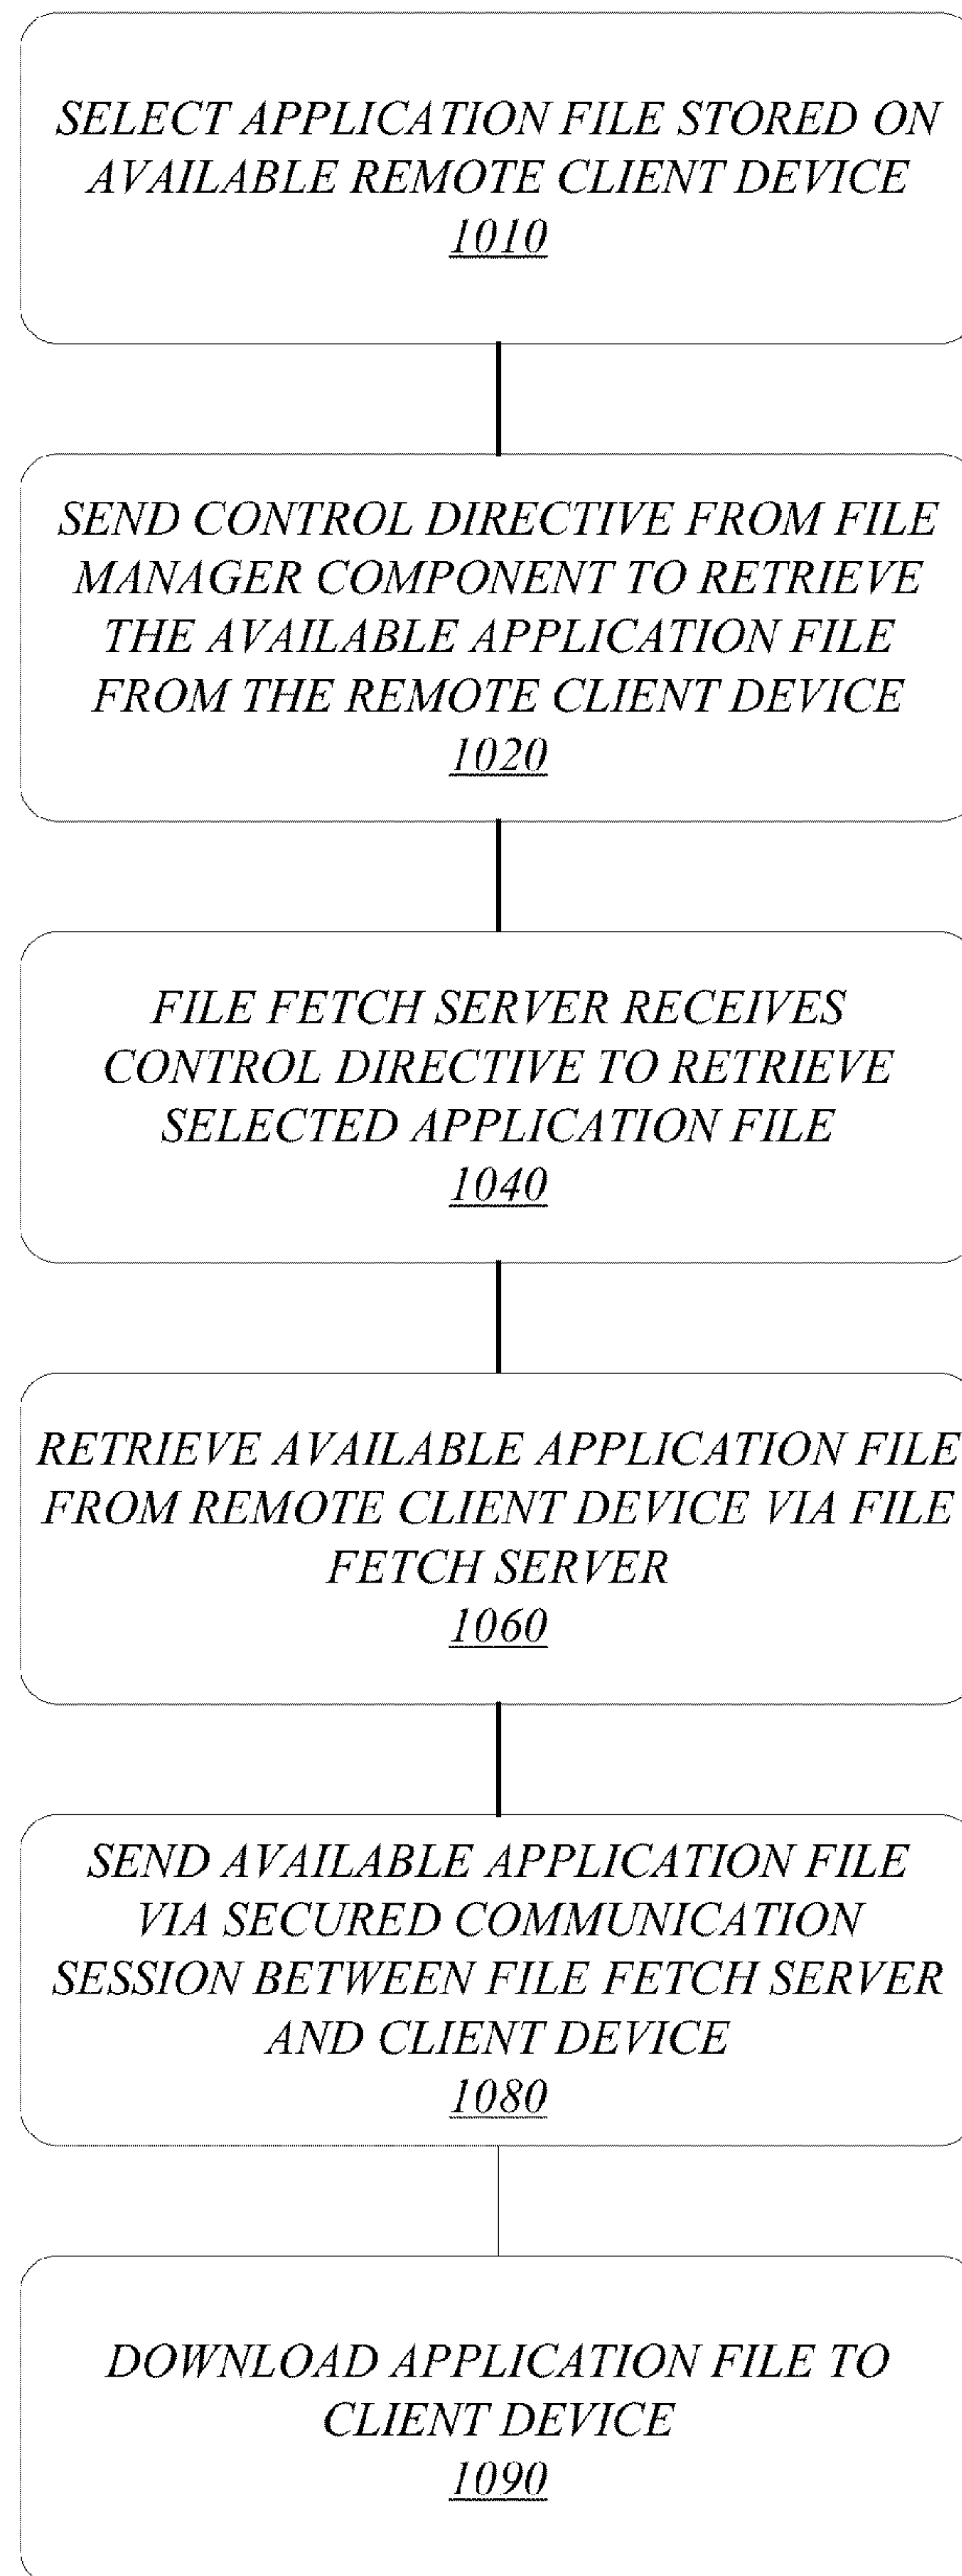 SELECT APPLICATION FILE STORED ON
AVAILABLE REMOTE CLIENT DEVICE
1010
SEND CONTROL DIRECTIVE FROM FILE
MANAGER COMPONENT TO RETRIEVE
THE AVAILABLE APPLICATION FILE
FROM THE REMOTE CLIENT DEVICE
1020
FILE FETCH SERVER RECEIVES
CONTROL DIRECTIVE TO RETRIEVE
SELECTED APPLICATION FILE
1040
RETRIEVE AVAILABLE APPLICATION FILE
FROM REMOTE CLIENT DEVICE VIA FILE
FETCH SERVER
1060
SEND AVAILABLE APPLICATION FILE
VIA SECURED COMMUNICATION
SESSION BETWEEN FILE FETCH SERVER
AND CLIENT DEVICE
1080
DOWNLOAD APPLICATION FILE TO
CLIENT DEVICE
1090